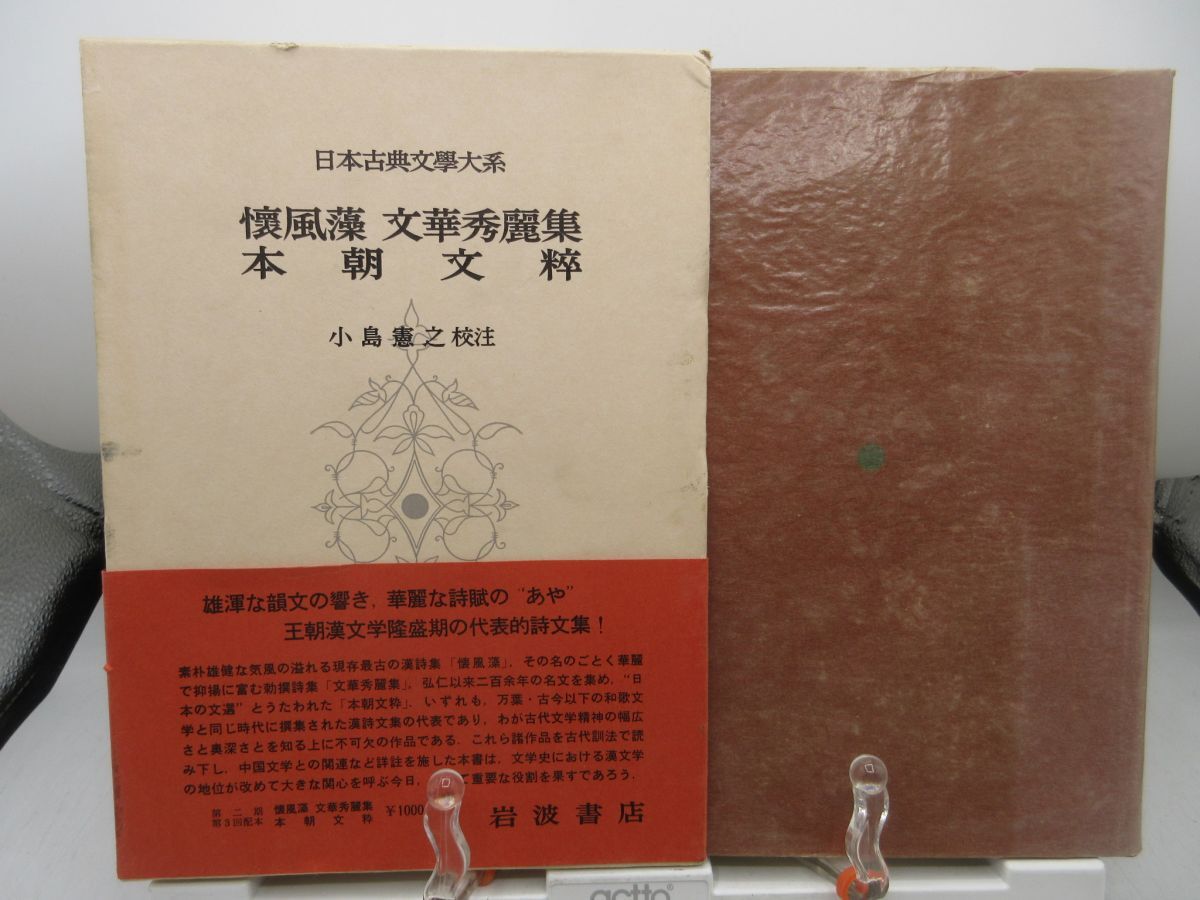 日本古典文學大系
懷風藻 文華秀麗集
本朝文粹
小島憲之校注
雄渾な韻文の響き，華麗な詩賦の“あや”
王朝漢文学隆盛期の代表的詩文集！
素朴雄健な気風の溢れる現存最古の漢詩集「懐風藻」，その名のごとく華麗
で抑揚に富む勅撰詩集「文華秀麗集」，弘仁以来二百余年の名文を集め，“日
本の文選”とうたわれた「本朝文粋」．いずれも，万葉・古今以下の和歌文
学と同じ時代に撰集された漢詩文集の代表であり，わが古代文学精神の幅広
さと奥深さとを知る上に不可欠の作品である．これら諸作品を古代訓法で読
み下し，中国文学との関連など詳註を施した本書は，文学史における漢文学
の地位が改めて大きな関心を呼ぶ今日，て重要な役割を果すであろう．
第二期 懐風藻 文華秀麗集
第3回配本 本朝文粋
¥1000
岩波書店
actto